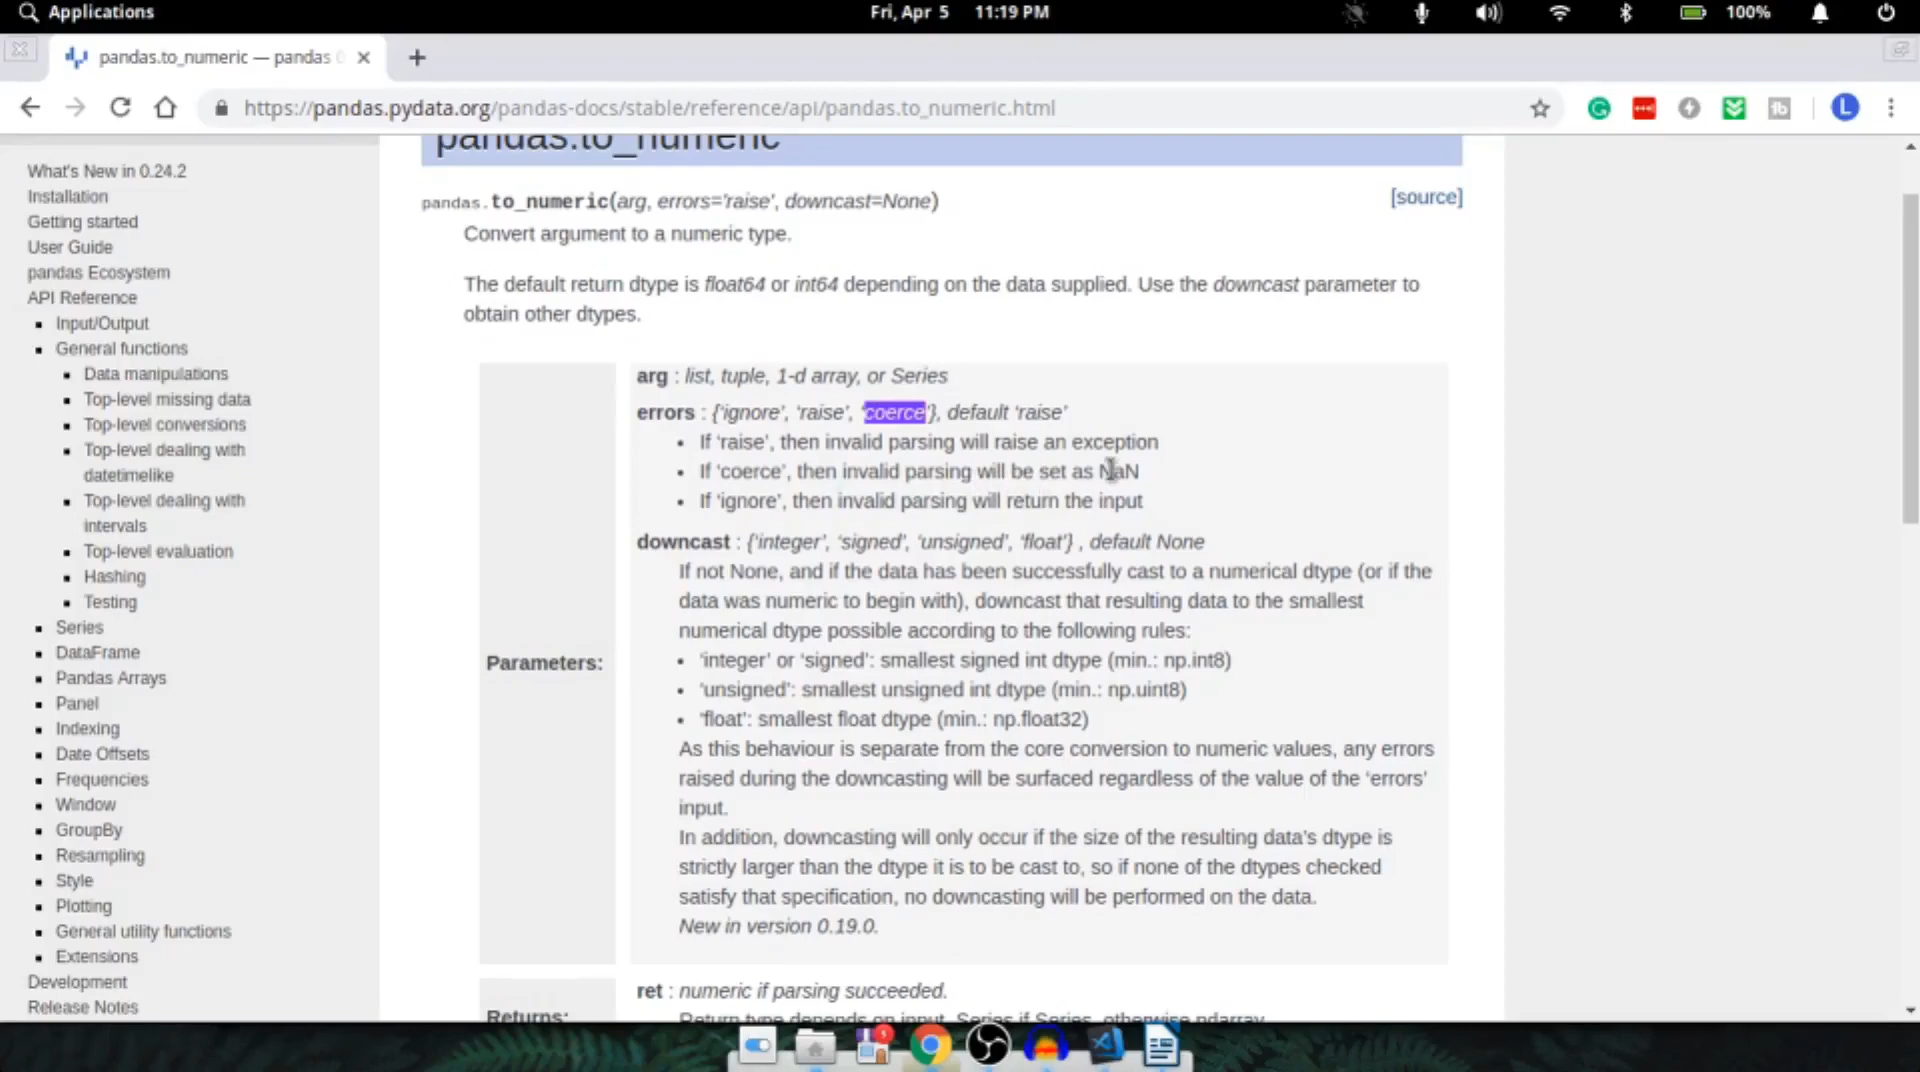 Applications
Fri, Apr 5 11:19 PM
100%
pandas.to_numeric — pandas 0
https://pandas.pydata.org/pandas-docs/stable/reference/api/pandas.to_numeric.html
L
What's New in 0.24.2
Installation
Getting started
User Guide
pandas Ecosystem
API Reference
Input/Output
General functions
Data manipulations
Top-level missing data
Top-level conversions
Top-level dealing with
datetimelike
Top-level dealing with
intervals
Top-level evaluation
Hashing
Testing
Series
DataFrame
Pandas Arrays
Panel
Indexing
Date Offsets
Frequencies
Window
GroupBy
Resampling
Style
Plotting
General utility functions
Extensions
Development
Release Notes
pandas.to_numeric
pandas.to_numeric(arg, errors='raise', downcast=None)
[source]
Convert argument to a numeric type.
The default return dtype is float64 or int64 depending on the data supplied. Use the downcast parameter to
obtain other dtypes.
Parameters:
arg : list, tuple, 1-d array, or Series
errors : {‘ignore’, ‘raise’, ‘coerce’}, default ‘raise’
• If ‘raise’, then invalid parsing will raise an exception
• If ‘coerce’, then invalid parsing will be set as NaN
• If ‘ignore’, then invalid parsing will return the input
downcast : {‘integer’, ‘signed’, ‘unsigned’, ‘float’} , default None
If not None, and if the data has been successfully cast to a numerical dtype (or if the
data was numeric to begin with), downcast that resulting data to the smallest
numerical dtype possible according to the following rules:
• ‘integer’ or ‘signed’: smallest signed int dtype (min.: np.int8)
• ‘unsigned’: smallest unsigned int dtype (min.: np.uint8)
• ‘float’: smallest float dtype (min.: np.float32)
As this behaviour is separate from the core conversion to numeric values, any errors
raised during the downcasting will be surfaced regardless of the value of the ‘errors’
input.
In addition, downcasting will only occur if the size of the resulting data’s dtype is
strictly larger than the dtype it is to be cast to, so if none of the dtypes checked
satisfy that specification, no downcasting will be performed on the data.
New in version 0.19.0.
Returns:
ret : numeric if parsing succeeded.
Return type depends on input. Series if Series, otherwise ndarray